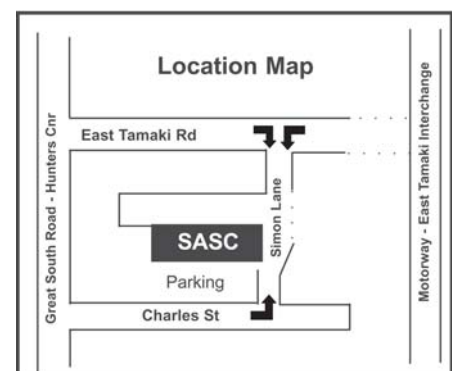 Location Map
East Tamaki Rd
Great South Road - Hunters Cnr
Motorway - East Tamaki Interchange
Simon Lane
SASC
Parking
Charles St